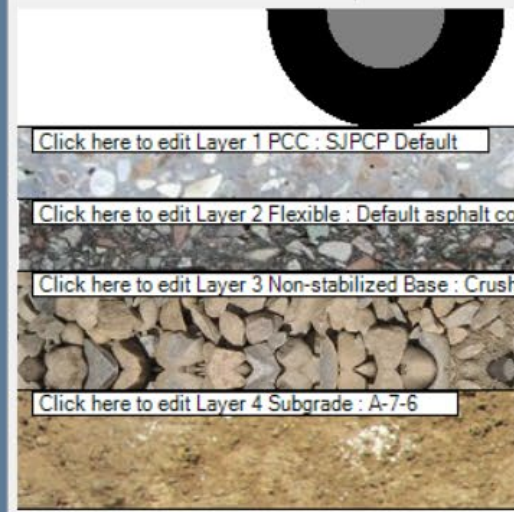 Click here to edit Layer 1 PCC : SJPCP Default
Click here to edit Layer 2 Flexible : Default asphalt co
Click here to edit Layer 3 Non-stabilized Base : Crush
Click here to edit Layer 4 Subgrade : A-7-6